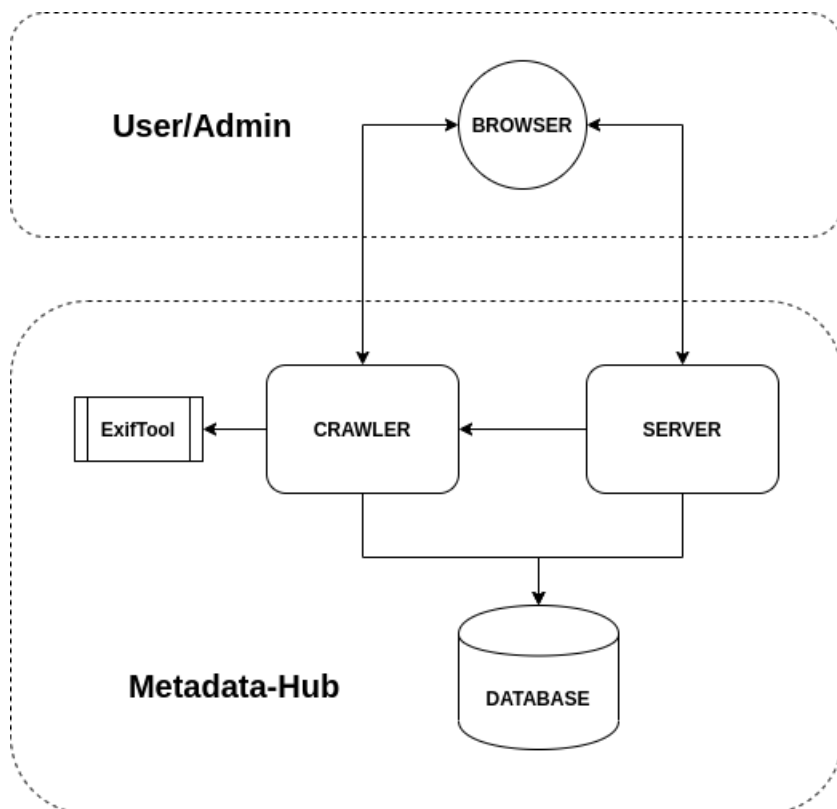 User/Admin
BROWSER
ExifTool
CRAWLER
SERVER
Metadata-Hub
DATABASE